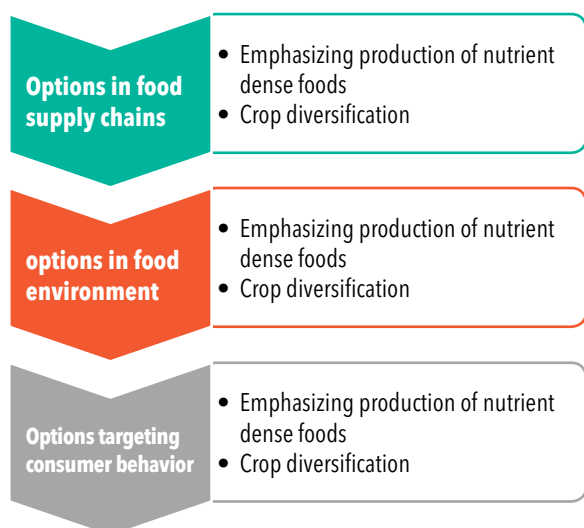 Options in food
supply chains
• Emphasizing production of nutrient
dense foods
• Crop diversification
options in food
environment
• Emphasizing production of nutrient
dense foods
• Crop diversification
Options targeting
consumer behavior
• Emphasizing production of nutrient
dense foods
• Crop diversification